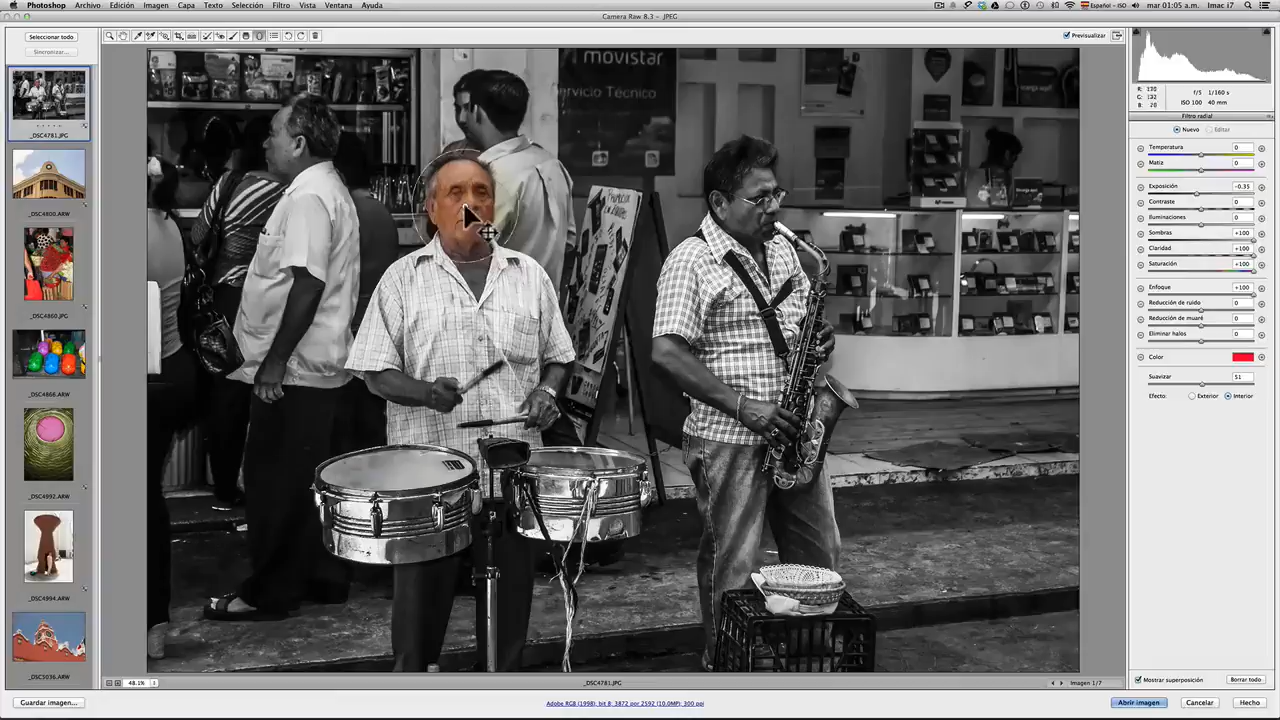 Photoshop Archivo Edición Imagen Capa Texto Selección Filtro Vista Ventana Ayuda
Español - ISO mar 01:05 a.m. Imac i7
Camera Raw 8.3 - JPEG
Seleccionar todo
Sincronizar...
Previsualizar
_DSC4781.JPG
_DSC4800.ARW
_DSC4860.JPG
_DSC4866.ARW
_DSC4992.ARW
_DSC4994.ARW
_DSC5036.ARW
movistar
ervicio Técnico
R: 130
G: 132
B: 20
f/5 1/160 s
ISO 100 40 mm
Filtro radial
Nuevo Editar
Temperatura 0
Matiz 0
Exposición -0.35
Contraste 0
Iluminaciones 0
Sombras +100
Claridad +100
Saturación +100
Enfoque +100
Reducción de ruido 0
Reducción de muaré 0
Eliminar halos 0
Color
Suavizar 51
Efecto: Exterior Interior
Mostrar superposición Borrar todo
48.1% _DSC4781.JPG Imagen 1/7
Guardar imagen... Adobe RGB (1998); bit 8; 3872 por 2592 (10.0MP); 300 ppi Abrir imagen Cancelar Hecho